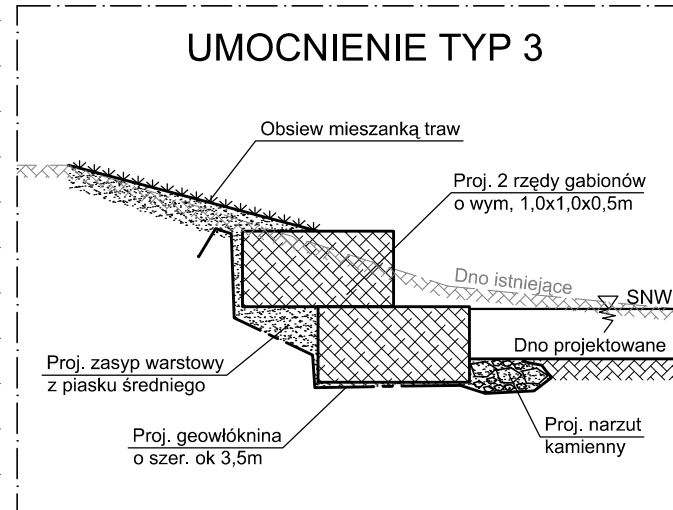 UMOCNIENIE TYP 3
Obsiew mieszanką traw
Proj. 2 rzędy gabionów
o wym, 1,0x1,0x0,5m
Dno istniejące
SNW
Dno projektowane
Proj. zasyp warstowy
z piasku średniego
Proj. geowłóknina
o szer. ok 3,5m
Proj. narzut
kamienny